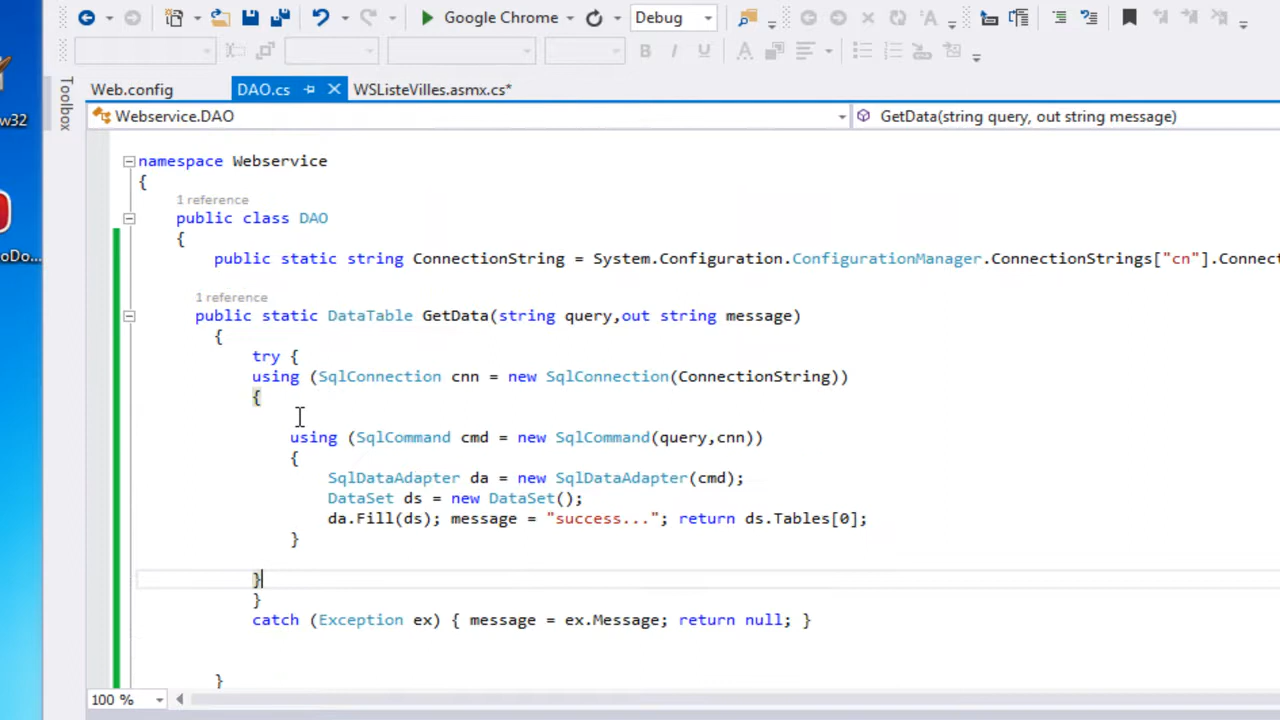 Google Chrome
Debug
w32
Toolbox
Web.config
DAO.cs
WSListeVilles.asmx.cs*
Webservice.DAO
GetData(string query, out string message)
namespace Webservice
{
1 reference
public class DAO
{
public static string ConnectionString = System.Configuration.ConfigurationManager.ConnectionStrings["cn"].Connec
1 reference
public static DataTable GetData(string query,out string message)
{
try {
using (SqlConnection cnn = new SqlConnection(ConnectionString))
{
using (SqlCommand cmd = new SqlCommand(query,cnn))
{
SqlDataAdapter da = new SqlDataAdapter(cmd);
DataSet ds = new DataSet();
da.Fill(ds); message = "success..."; return ds.Tables[0];
}
}
}
catch (Exception ex) { message = ex.Message; return null; }
}
100 %
oDo...